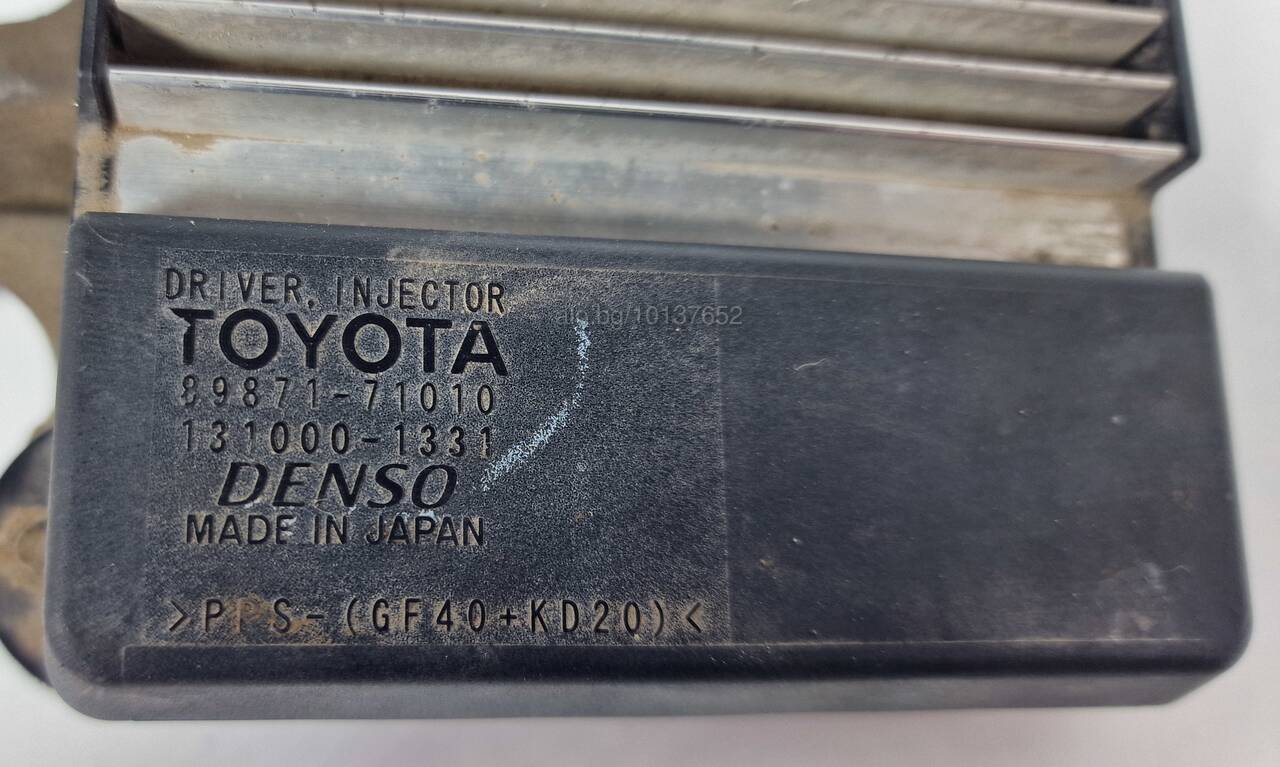 DRIVER, INJECTOR
alo.bg/10137652
TOYOTA
89871-71010
131000-1331
DENSO
MADE IN JAPAN
>PPS-(GF40+KD20)<